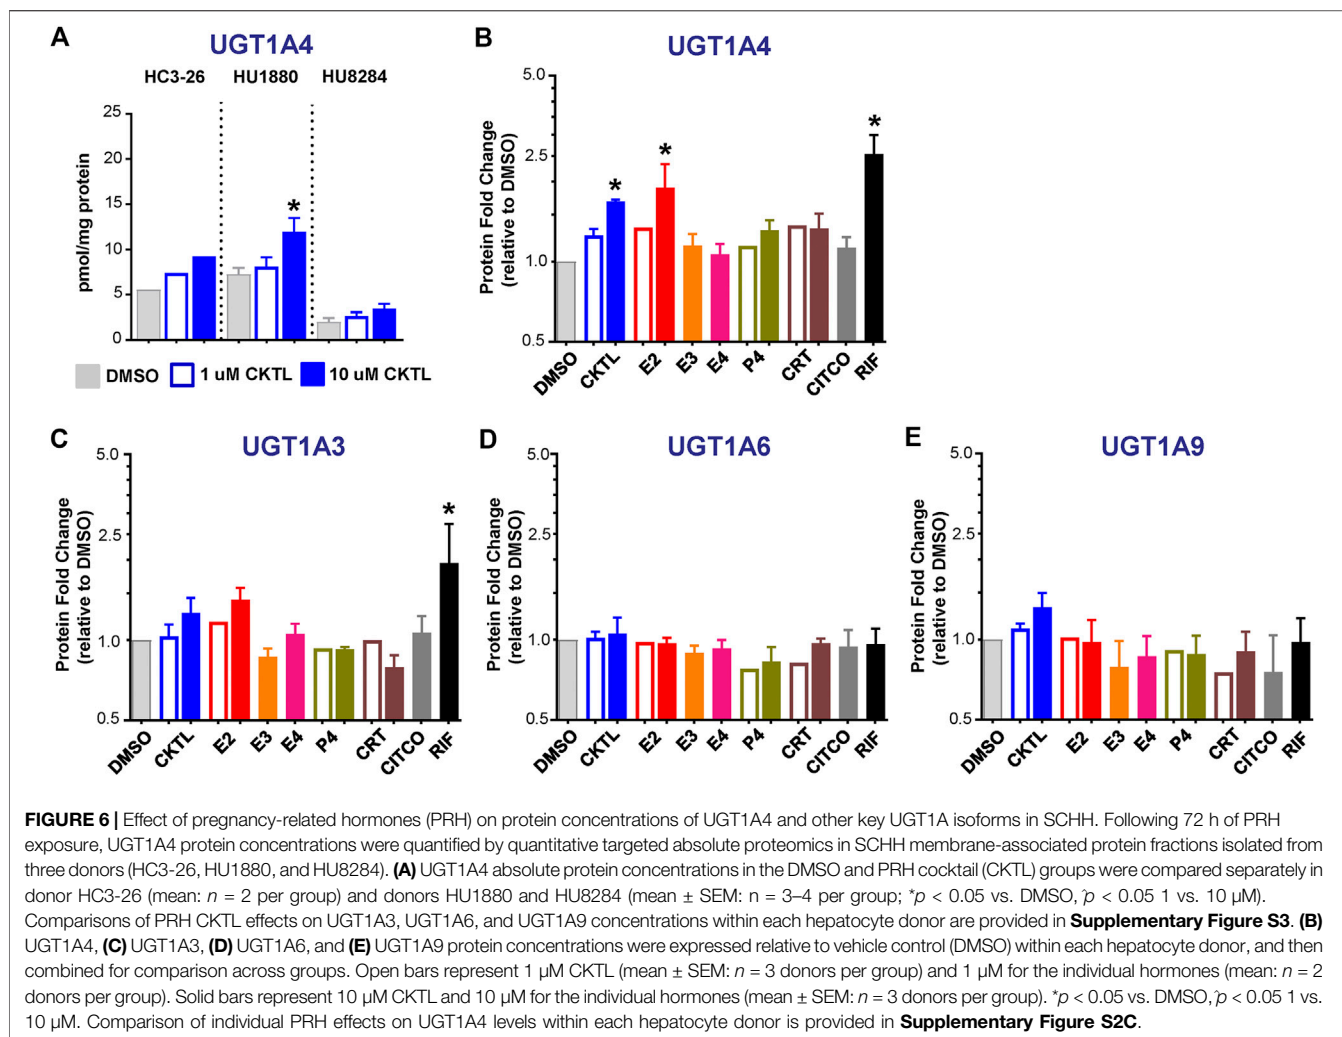 A
UGT1A4
HC3-26 HU1880 HU8284
pmol/mg protein
25
20
15
10
5
0
*
DMSO 1 uM CKTL 10 uM CKTL
B
UGT1A4
Protein Fold Change
(relative to DMSO)
5.0
2.5
1.0
0.5
* * *
DMSO CKTL E2 E3 E4 P4 CRT CITCO RIF
C
UGT1A3
Protein Fold Change
(relative to DMSO)
5.0
2.5
1.0
0.5
*
DMSO CKTL E2 E3 E4 P4 CRT CITCO RIF
D
UGT1A6
Protein Fold Change
(relative to DMSO)
5.0
2.5
1.0
0.5
DMSO CKTL E2 E3 E4 P4 CRT CITCO RIF
E
UGT1A9
Protein Fold Change
(relative to DMSO)
5.0
2.5
1.0
0.5
DMSO CKTL E2 E3 E4 P4 CRT CITCO RIF
FIGURE 6 | Effect of pregnancy-related hormones (PRH) on protein concentrations of UGT1A4 and other key UGT1A isoforms in SCHH. Following 72 h of PRH
exposure, UGT1A4 protein concentrations were quantified by quantitative targeted absolute proteomics in SCHH membrane-associated protein fractions isolated from
three donors (HC3-26, HU1880, and HU8284). (A) UGT1A4 absolute protein concentrations in the DMSO and PRH cocktail (CKTL) groups were compared separately in
donor HC3-26 (mean: n = 2 per group) and donors HU1880 and HU8284 (mean ± SEM: n = 3–4 per group; *p < 0.05 vs. DMSO, ^p < 0.05 1 vs. 10 μM).
Comparisons of PRH CKTL effects on UGT1A3, UGT1A6, and UGT1A9 concentrations within each hepatocyte donor are provided in Supplementary Figure S3. (B)
UGT1A4, (C) UGT1A3, (D) UGT1A6, and (E) UGT1A9 protein concentrations were expressed relative to vehicle control (DMSO) within each hepatocyte donor, and then
combined for comparison across groups. Open bars represent 1 μM CKTL (mean ± SEM: n = 3 donors per group) and 1 μM for the individual hormones (mean: n = 2
donors per group). Solid bars represent 10 μM CKTL and 10 μM for the individual hormones (mean ± SEM: n = 3 donors per group). *p < 0.05 vs. DMSO, ^p < 0.05 1 vs.
10 μM. Comparison of individual PRH effects on UGT1A4 levels within each hepatocyte donor is provided in Supplementary Figure S2C.